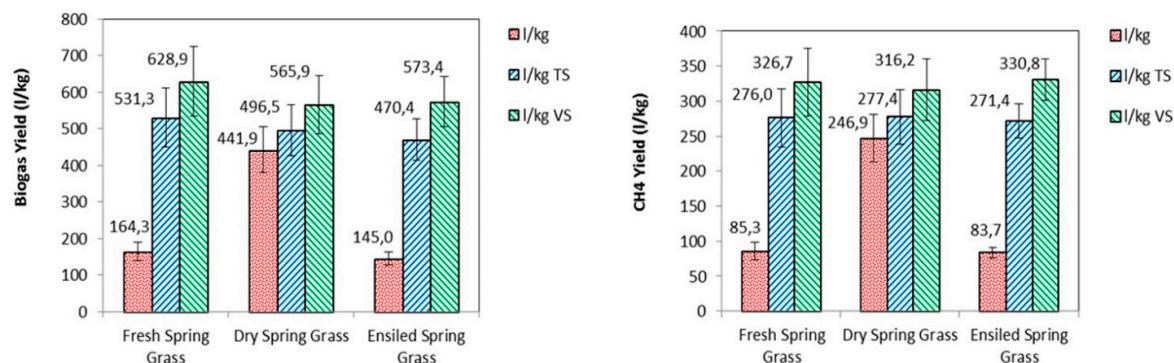 Biogas Yield (l/kg)
800
700
600
500
400
300
200
100
0
164,3
531,3
628,9
441,9
496,5
565,9
145,0
470,4
573,4
Fresh Spring
Grass
Dry Spring Grass
Ensiled Spring
Grass
l/kg
l/kg TS
l/kg VS
CH4 Yield (l/kg)
400
350
300
250
200
150
100
50
0
85,3
276,0
326,7
246,9
277,4
316,2
83,7
271,4
330,8
Fresh Spring
Grass
Dry Spring Grass
Ensiled Spring
Grass
l/kg
l/kg TS
l/kg VS